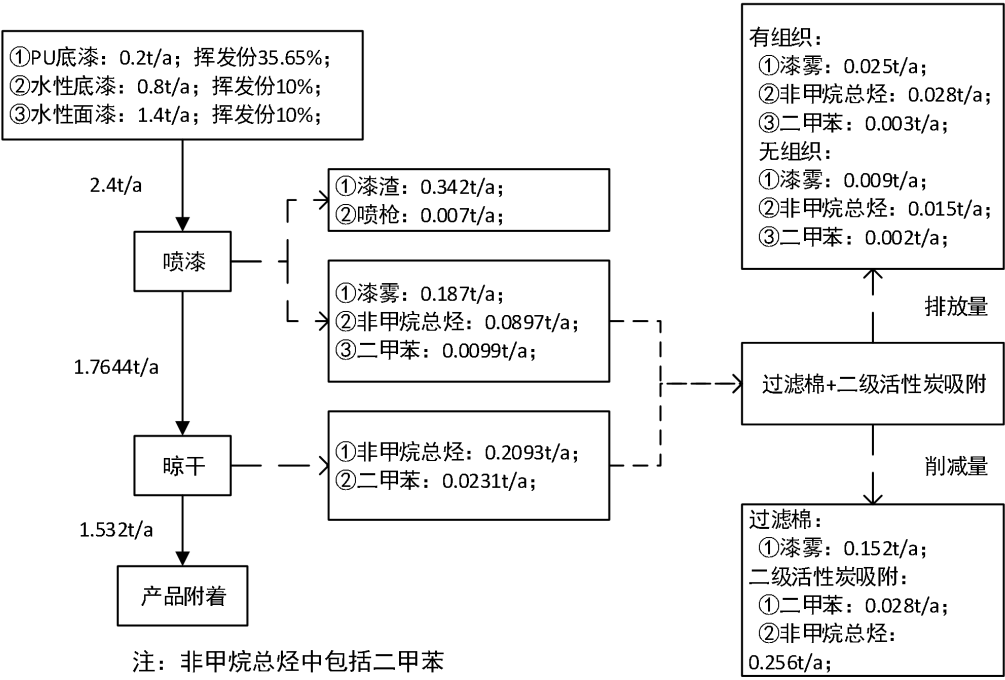 ①PU底漆：0.2t/a；挥发份35.65%；
②水性底漆：0.8t/a；挥发份10%；
③水性面漆：1.4t/a；挥发份10%；
2.4t/a
喷漆
1.7644t/a
晾干
1.532t/a
产品附着
①漆渣：0.342t/a；
②喷枪：0.007t/a；
①漆雾：0.187t/a；
②非甲烷总烃：0.0897t/a；
③二甲苯：0.0099t/a；
①非甲烷总烃：0.2093t/a；
②二甲苯：0.0231t/a；
有组织：
①漆雾：0.025t/a；
②非甲烷总烃：0.028t/a；
③二甲苯：0.003t/a；
无组织：
①漆雾：0.009t/a；
②非甲烷总烃：0.015t/a；
③二甲苯：0.002t/a；
排放量
过滤棉+二级活性炭吸附
削减量
过滤棉：
①漆雾：0.152t/a；
二级活性炭吸附：
①二甲苯：0.028t/a；
②非甲烷总烃：
0.256t/a；
注：非甲烷总烃中包括二甲苯